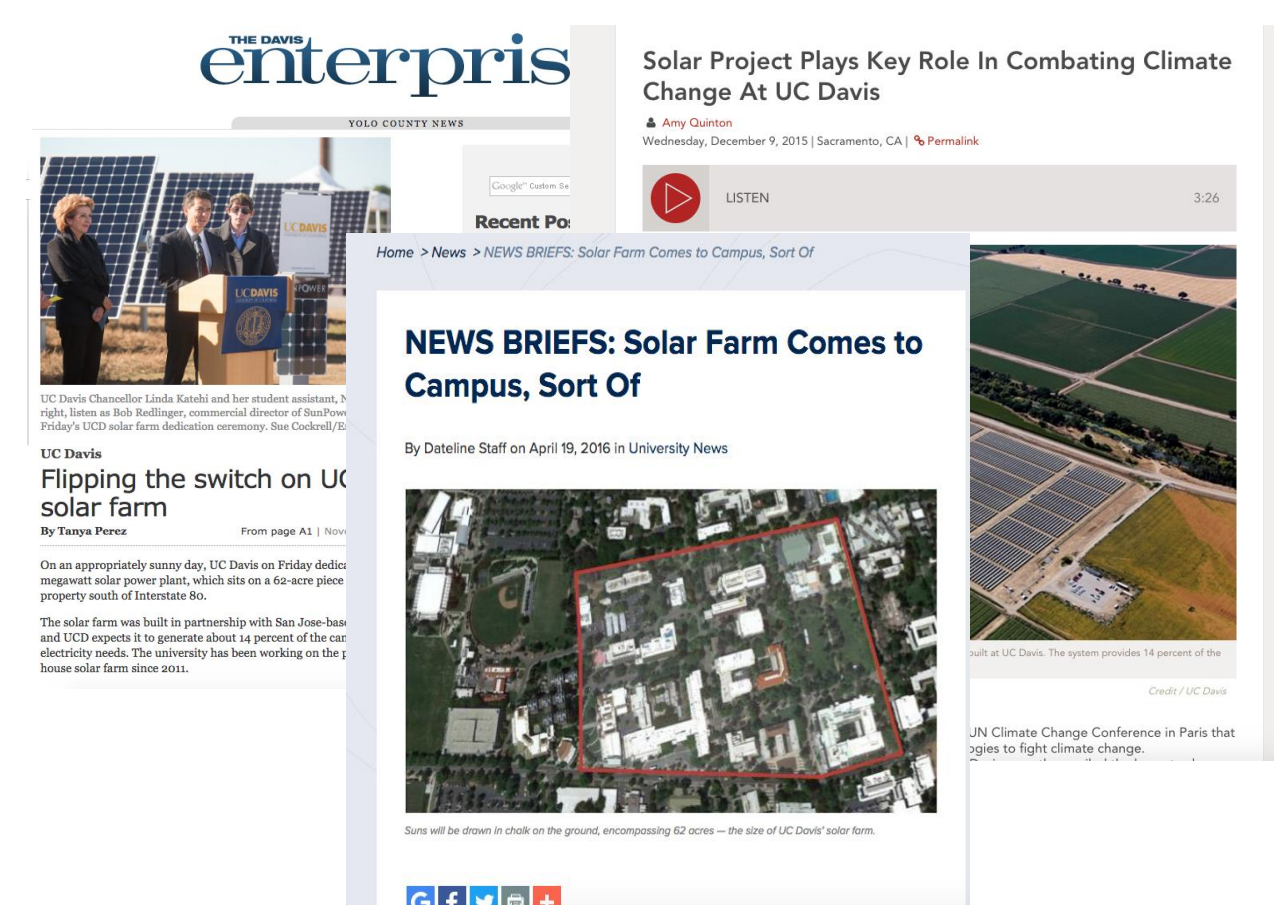 THE DAVIS
enterpris
YOLO COUNTY NEWS
Google™ Custom Se
Recent Pos
UCDAVIS
UCDAVIS
POWER
UC Davis Chancellor Linda Katehi and her student assistant, N
right, listen as Bob Redlinger, commercial director of SunPowe
Friday's UCD solar farm dedication ceremony. Sue Cockrell/E
UC Davis
Flipping the switch on UC
solar farm
By Tanya Perez
From page A1 | Nove
On an appropriately sunny day, UC Davis on Friday dedica
megawatt solar power plant, which sits on a 62-acre piece
property south of Interstate 80.
The solar farm was built in partnership with San Jose-base
and UCD expects it to generate about 14 percent of the cam
electricity needs. The university has been working on the p
house solar farm since 2011.
Home > News > NEWS BRIEFS: Solar Farm Comes to Campus, Sort Of
NEWS BRIEFS: Solar Farm Comes to
Campus, Sort Of
By Dateline Staff on April 19, 2016 in University News
Suns will be drawn in chalk on the ground, encompassing 62 acres — the size of UC Davis' solar farm.
Solar Project Plays Key Role In Combating Climate
Change At UC Davis
Amy Quinton
Wednesday, December 9, 2015 | Sacramento, CA | Permalink
LISTEN
3:26
built at UC Davis. The system provides 14 percent of the
Credit / UC Davis
UN Climate Change Conference in Paris that
ogies to fight climate change.